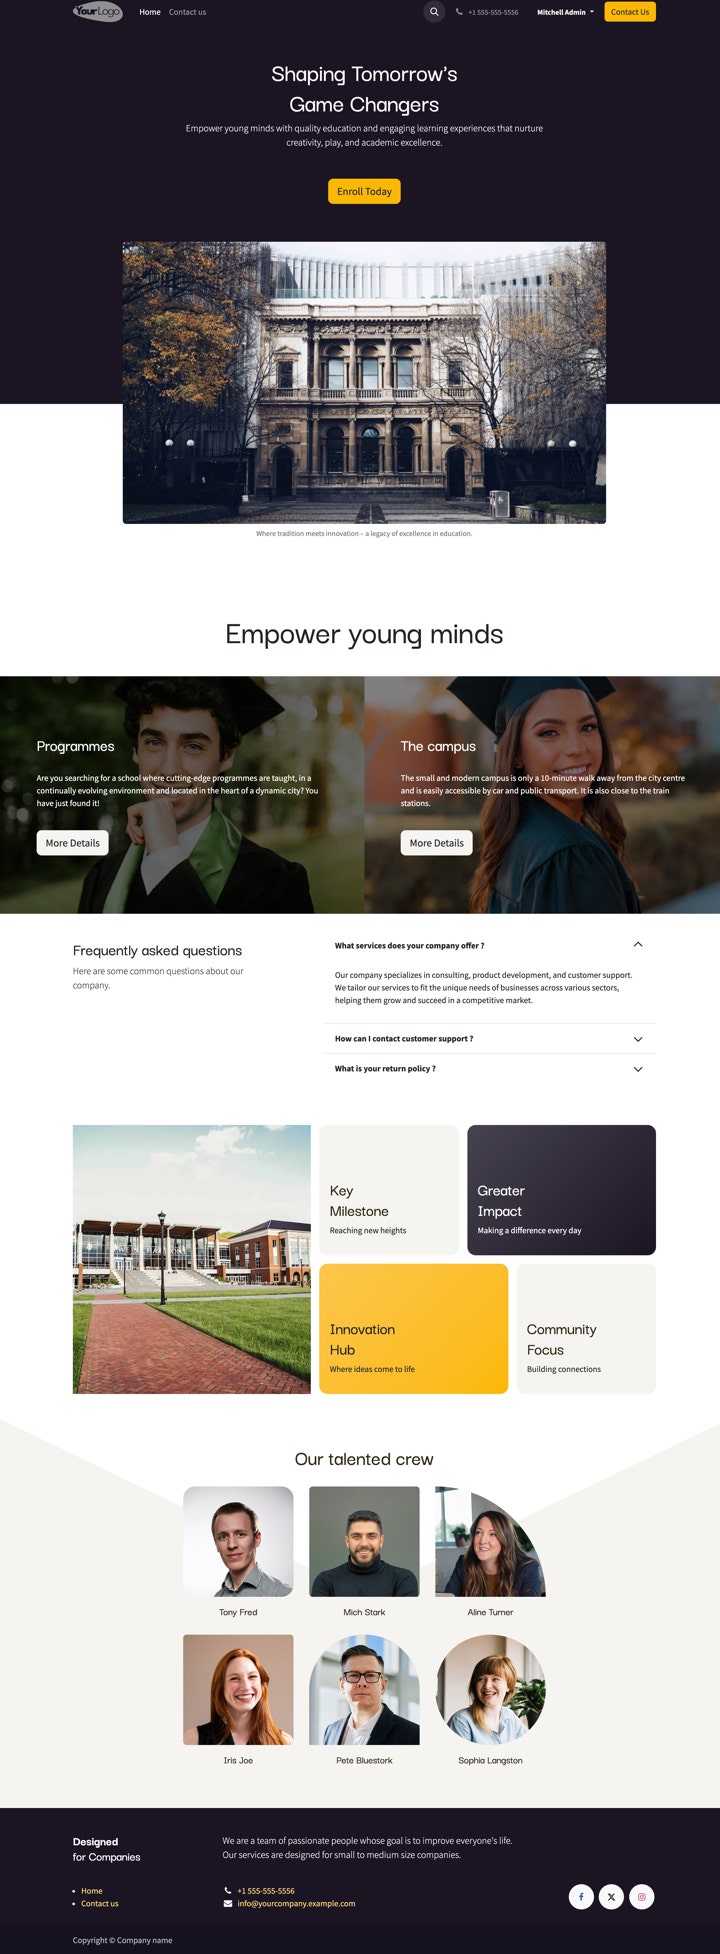 YourLogo
Home
Contact us
+1 555-555-5556
Mitchell Admin
Contact Us
Shaping Tomorrow's
Game Changers
Empower young minds with quality education and engaging learning experiences that nurture
creativity, play, and academic excellence.
Enroll Today
Where tradition meets innovation – a legacy of excellence in education.
Empower young minds
Programmes
Are you searching for a school where cutting-edge programmes are taught, in a
continually evolving environment and located in the heart of a dynamic city? You
have just found it!
More Details
The campus
The small and modern campus is only a 10-minute walk away from the city centre
and is easily accessible by car and public transport. It is also close to the train
stations.
More Details
Frequently asked questions
Here are some common questions about our
company.
What services does your company offer ?
Our company specializes in consulting, product development, and customer support.
We tailor our services to fit the unique needs of businesses across various sectors,
helping them grow and succeed in a competitive market.
How can I contact customer support ?
What is your return policy ?
Key
Milestone
Reaching new heights
Greater
Impact
Making a difference every day
Innovation
Hub
Where ideas come to life
Community
Focus
Building connections
Our talented crew
Tony Fred
Mich Stark
Aline Turner
Iris Joe
Pete Bluestork
Sophia Langston
Designed
for Companies
We are a team of passionate people whose goal is to improve everyone's life.
Our services are designed for small to medium size companies.
Home
Contact us
+1 555-555-5556
info@yourcompany.example.com
Copyright © Company name